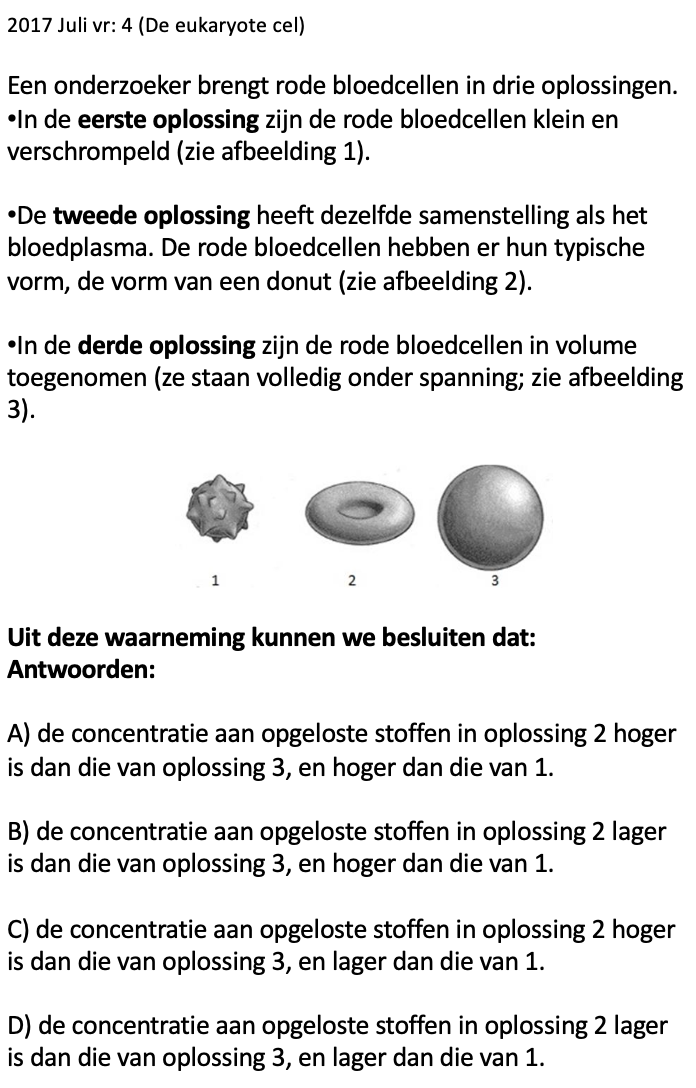 2017 Juli vr: 4 (De eukaryote cel)
Een onderzoeker brengt rode bloedcellen in drie oplossingen.
•In de eerste oplossing zijn de rode bloedcellen klein en
verschrompeld (zie afbeelding 1).
•De tweede oplossing heeft dezelfde samenstelling als het
bloedplasma. De rode bloedcellen hebben er hun typische
vorm, de vorm van een donut (zie afbeelding 2).
•In de derde oplossing zijn de rode bloedcellen in volume
toegenomen (ze staan volledig onder spanning; zie afbeelding
3).
1 2 3
Uit deze waarneming kunnen we besluiten dat:
Antwoorden:
A) de concentratie aan opgeloste stoffen in oplossing 2 hoger
is dan die van oplossing 3, en hoger dan die van 1.
B) de concentratie aan opgeloste stoffen in oplossing 2 lager
is dan die van oplossing 3, en hoger dan die van 1.
C) de concentratie aan opgeloste stoffen in oplossing 2 hoger
is dan die van oplossing 3, en lager dan die van 1.
D) de concentratie aan opgeloste stoffen in oplossing 2 lager
is dan die van oplossing 3, en lager dan die van 1.